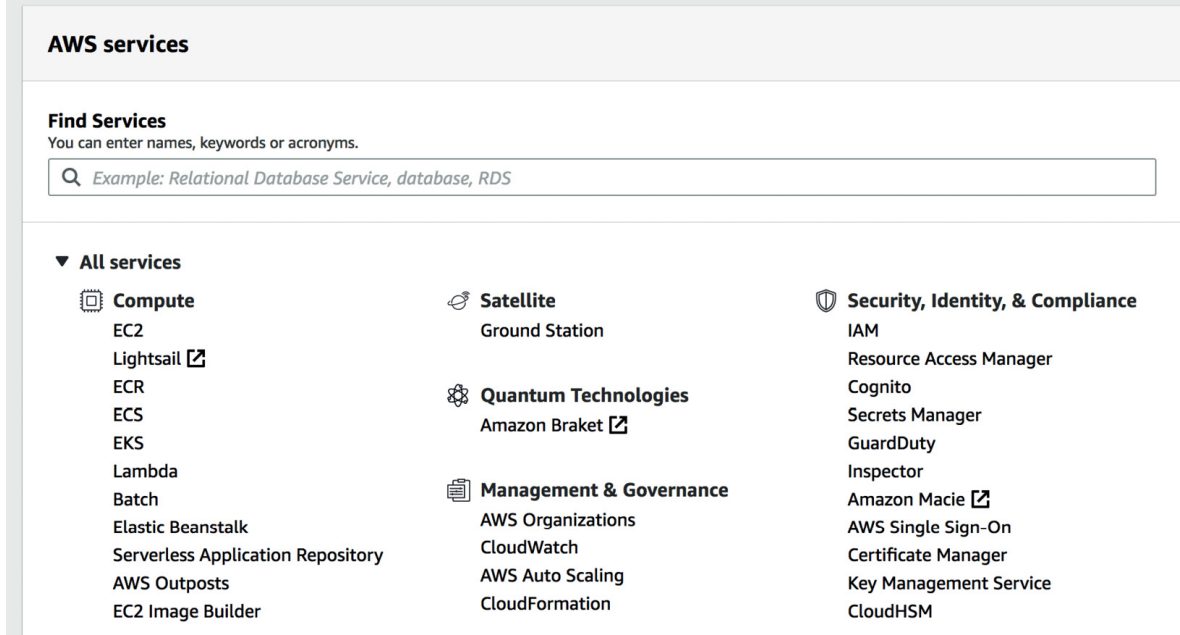 AWS services
Find Services
You can enter names, keywords or acronyms.
Example: Relational Database Service, database, RDS
All services
Compute
EC2
Lightsail
ECR
ECS
EKS
Lambda
Batch
Elastic Beanstalk
Serverless Application Repository
AWS Outposts
EC2 Image Builder
Satellite
Ground Station
Quantum Technologies
Amazon Braket
Management & Governance
AWS Organizations
CloudWatch
AWS Auto Scaling
CloudFormation
Security, Identity, & Compliance
IAM
Resource Access Manager
Cognito
Secrets Manager
GuardDuty
Inspector
Amazon Macie
AWS Single Sign-On
Certificate Manager
Key Management Service
CloudHSM